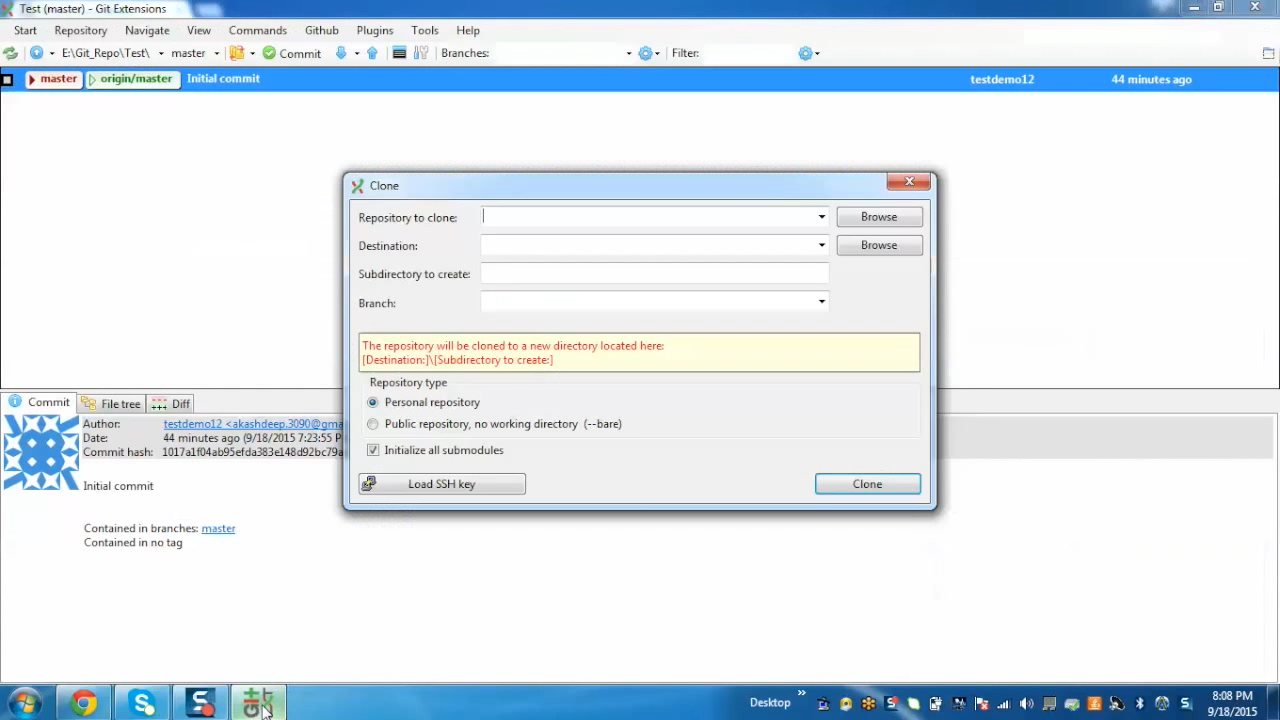 Test (master) - Git Extensions
Start Repository Navigate View Commands Github Plugins Tools Help
E:\Git_Repo\Test\ master Commit Branches: Filter:
master origin/master Initial commit testdemo12 44 minutes ago
Clone
Repository to clone: Browse
Destination: Browse
Subdirectory to create:
Branch:
The repository will be cloned to a new directory located here:
[Destination:]\[Subdirectory to create:]
Repository type
Personal repository
Public repository, no working directory (--bare)
Initialize all submodules
Load SSH key Clone
Commit File tree Diff
Author: testdemo12 <akashdeep.3090@gma
Date: 44 minutes ago (9/18/2015 7:23:55 P
Commit hash: 1017a1f04ab95efda383e148d92bc79a
Initial commit
Contained in branches: master
Contained in no tag
Desktop »
8:08 PM
9/18/2015